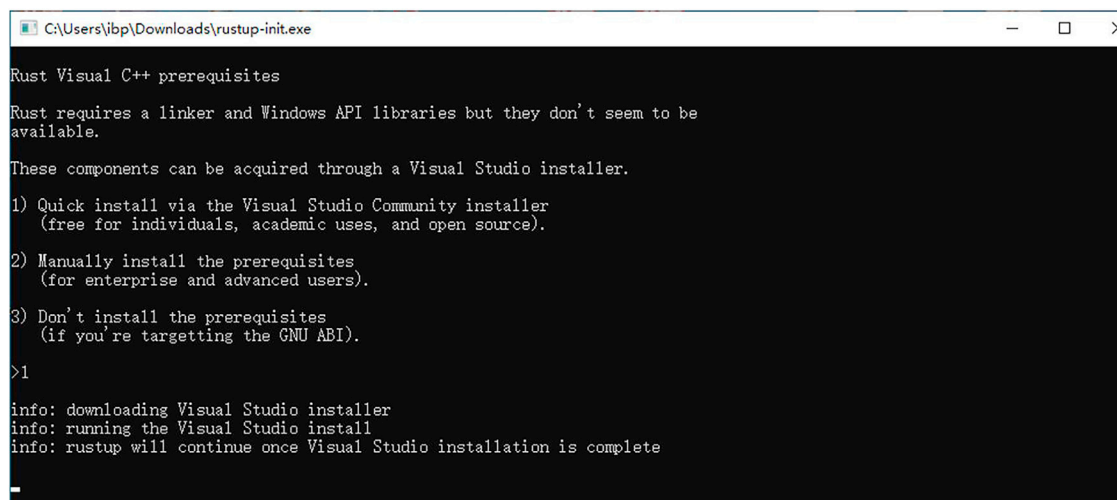 C:\Users\ibp\Downloads\rustup-init.exe
Rust Visual C++ prerequisites
Rust requires a linker and Windows API libraries but they don't seem to be
available.
These components can be acquired through a Visual Studio installer.
1) Quick install via the Visual Studio Community installer
(free for individuals, academic uses, and open source).
2) Manually install the prerequisites
(for enterprise and advanced users).
3) Don't install the prerequisites
(if you're targetting the GNU ABI).
>1
info: downloading Visual Studio installer
info: running the Visual Studio install
info: rustup will continue once Visual Studio installation is complete